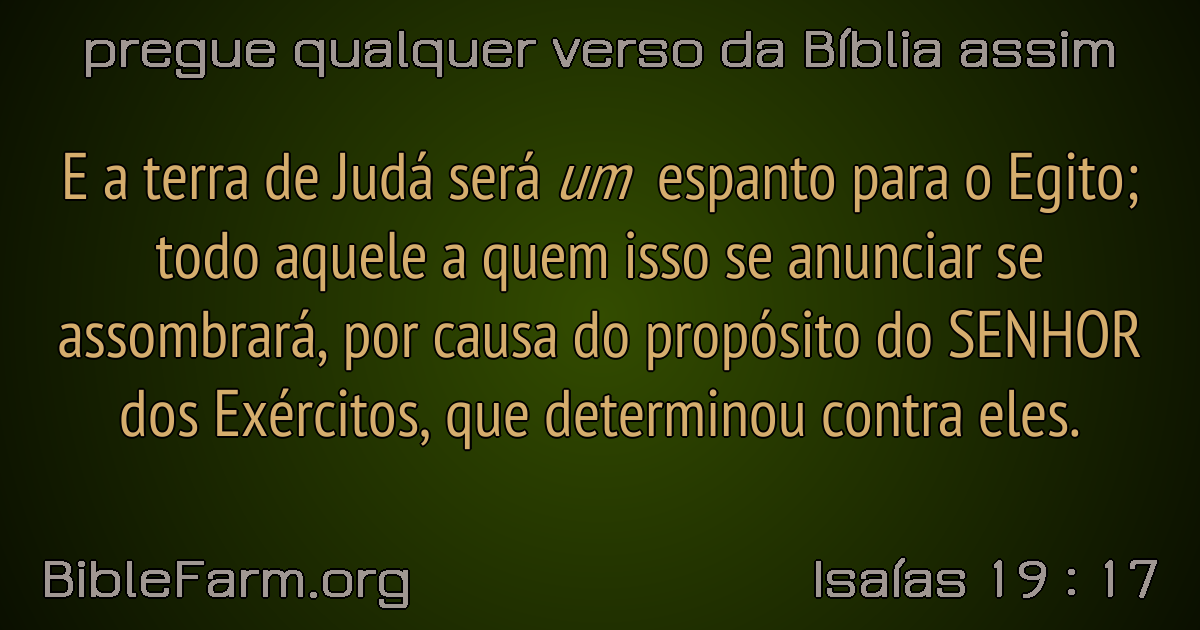 pregue qualquer verso da Bíblia assim
E a terra de Judá será um espanto para o Egito;
todo aquele a quem isso se anunciar se
assombrará, por causa do propósito do SENHOR
dos Exércitos, que determinou contra eles.
BibleFarm.org
Isaías 19 : 17